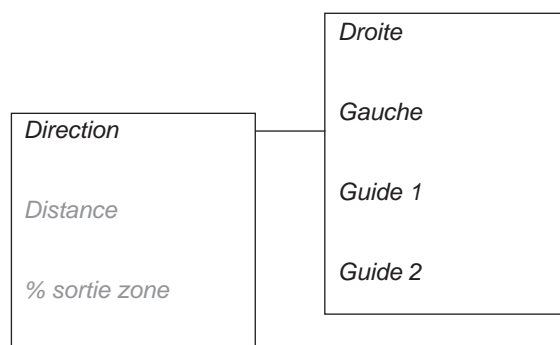 Direction
Distance
% sortie zone
Droite
Gauche
Guide 1
Guide 2